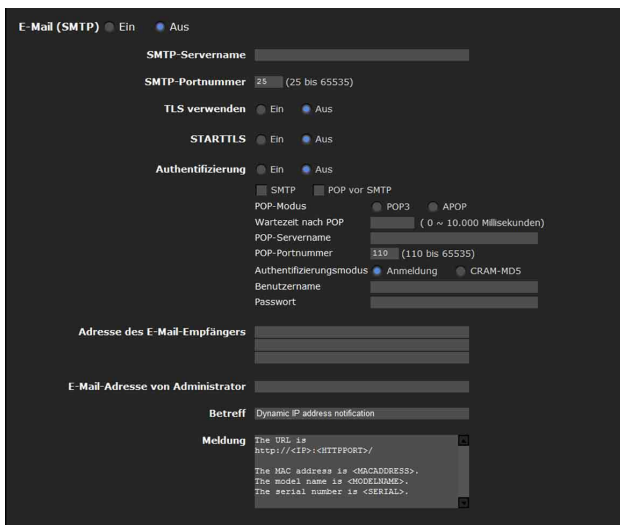 E-Mail (SMTP) Ein Aus
SMTP-Servername
SMTP-Portnummer 25 (25 bis 65535)
TLS verwenden Ein Aus
STARTTLS Ein Aus
Authentifizierung Ein Aus
SMTP POP vor SMTP
POP-Modus POP3 APOP
Wartezeit nach POP ( 0 ~ 10.000 Millisekunden)
POP-Servername
POP-Portnummer 110 (110 bis 65535)
Authentifizierungsmodus Anmeldung CRAM-MD5
Benutzername
Passwort
Adresse des E-Mail-Empfängers
E-Mail-Adresse von Administrator
Betreff Dynamic IP address notification
Meldung The URL is
http://<IP>:<HTTPPORT>/
The MAC address is <MACADDRESS>.
The model name is <MODELNAME>.
The serial number is <SERIAL>.